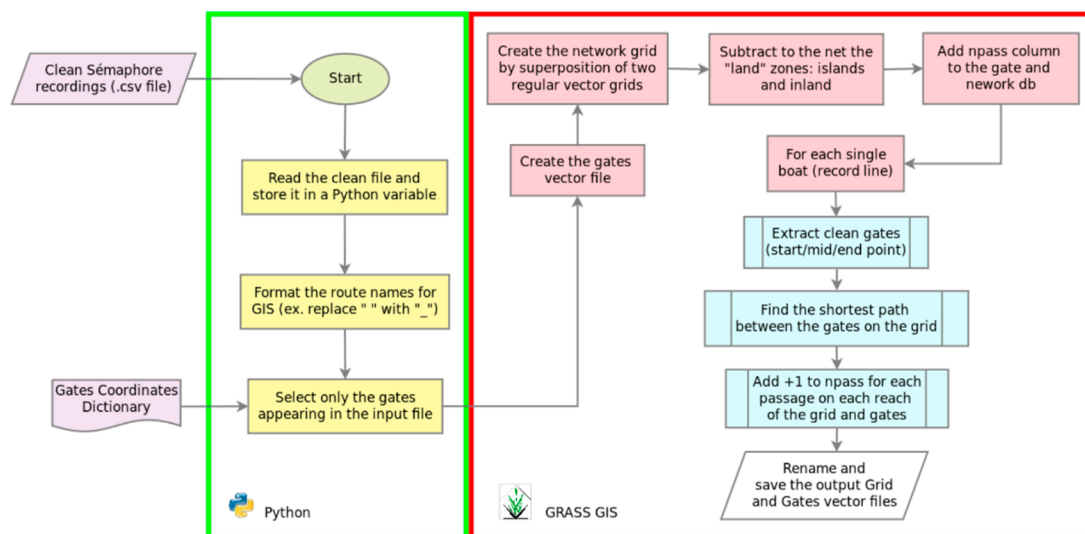 Clean Sémaphore
recordings (.csv file)
Start
Read the clean file and
store it in a Python variable
Format the route names for
GIS (ex. replace " " with "_")
Gates Coordinates
Dictionary
Select only the gates
appearing in the input file
Python
Create the network grid
by superposition of two
regular vector grids
Subtract to the net the
"land" zones: islands
and inland
Add npass column
to the gate and
nework db
Create the gates
vector file
For each single
boat (record line)
Extract clean gates
(start/mid/end point)
Find the shortest path
between the gates on the grid
Add +1 to npass for each
passage on each reach
of the grid and gates
Rename and
save the output Grid
and Gates vector files
GRASS GIS